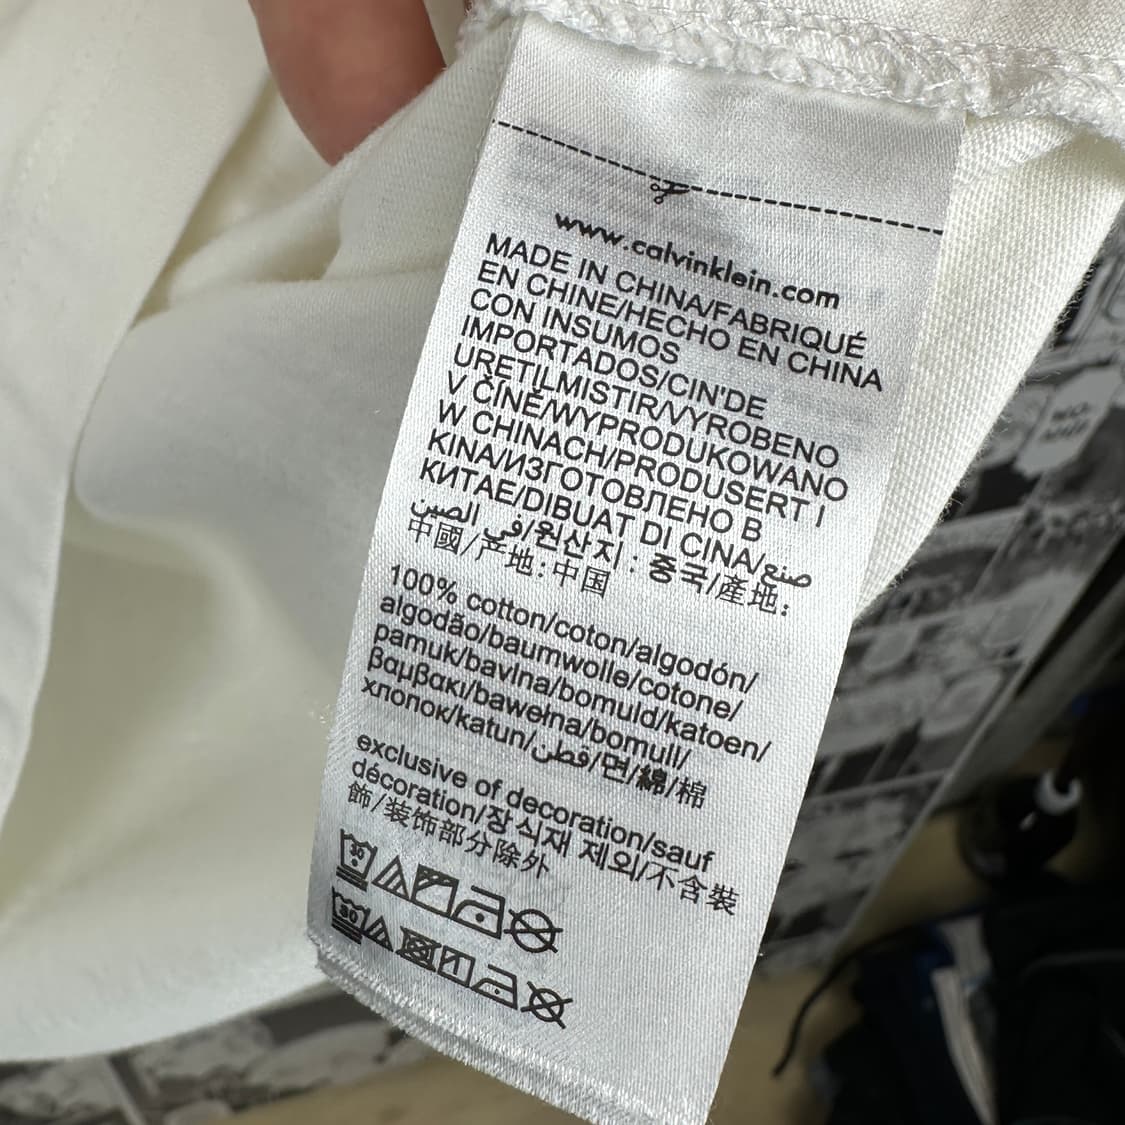 www.calvinklein.com
MADE IN CHINA/FABRIQUÉ
EN CHINE/HECHO EN CHINA
CON INSUMOS
IMPORTADOS/CIN'DE
URETILMISTIR/VYROBENO
V ČÍNĚ/WYPRODUKOWANO
W CHINACH/PRODUSERT I
KINA/ИЗГОТОВЛЕНО В
КИТАЕ/DIBUAT DI CINA/صنع
في الصين/원산지 : 중국/產地:
中國/产地:中国
100% cotton/coton/algodón/
algodão/baumwolle/cotone/
pamuk/bavlna/bomuld/katoen/
βαμβακι/bawełna/bomull/
хлопок/katun/قطن/면/綿/棉
exclusive of decoration/sauf
décoration/장식재 제외/不含裝
飾/装饰部分除外
30
30